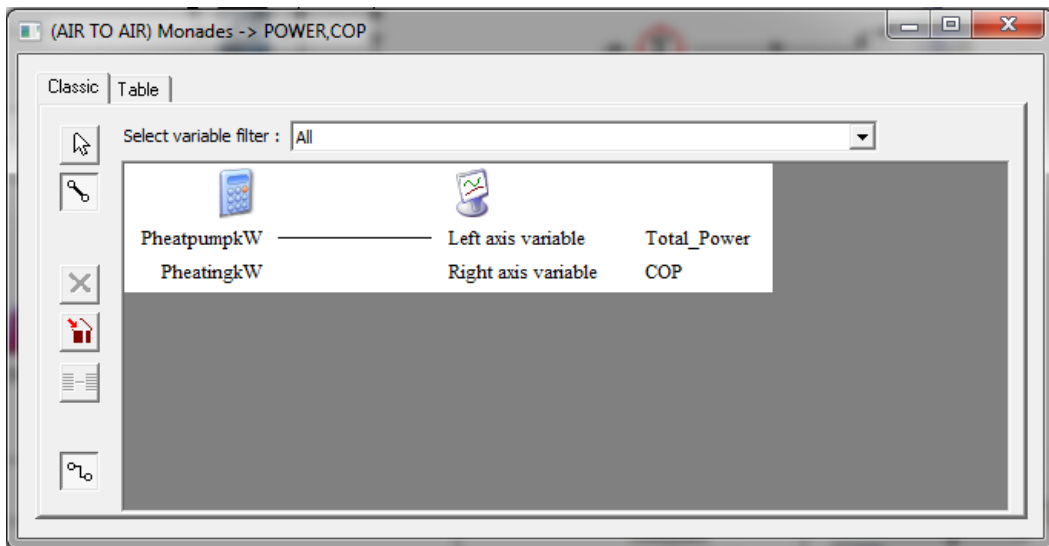 (AIR TO AIR) Monades -> POWER,COP
Classic Table
Select variable filter : All
PheatpumpkW Left axis variable Total_Power
PheatingkW Right axis variable COP